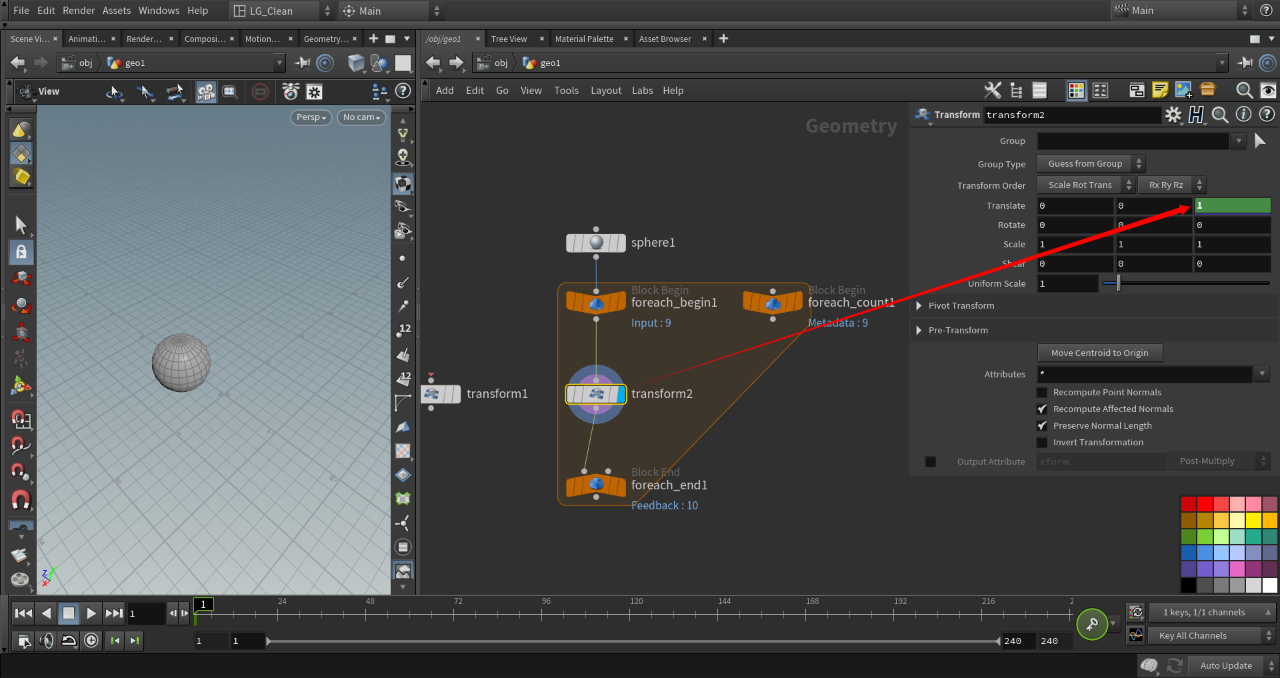 File Edit Render Assets Windows Help LG_Clean Main Main
Scene Vi... Animati... Render... Composi... Motion... Geometry... /obj/geo1 Tree View Material Palette Asset Browser
obj geo1 obj geo1
View Add Edit Go View Tools Layout Labs Help
Persp No cam
Geometry
Transform transform2
Group
Group Type Guess from Group
Transform Order Scale Rot Trans Rx Ry Rz
Translate 0 0 1
Rotate 0 0 0
Scale 1 1 1
Shear 0 0 0
Uniform Scale 1
Pivot Transform
Pre-Transform
Move Centroid to Origin
Attributes *
Recompute Point Normals
Recompute Affected Normals
Preserve Normal Length
Invert Transformation
Output Attribute xform Post-Multiply
sphere1
Block Begin
foreach_begin1
Input : 9
Block Begin
foreach_count1
Metadata : 9
transform1
transform2
Block End
foreach_end1
Feedback : 10
12
12
Z Y X
1 1 24 48 72 96 120 144 168 192 216 2
1 keys, 1/1 channels
1 1 240 240 Key All Channels
Auto Update